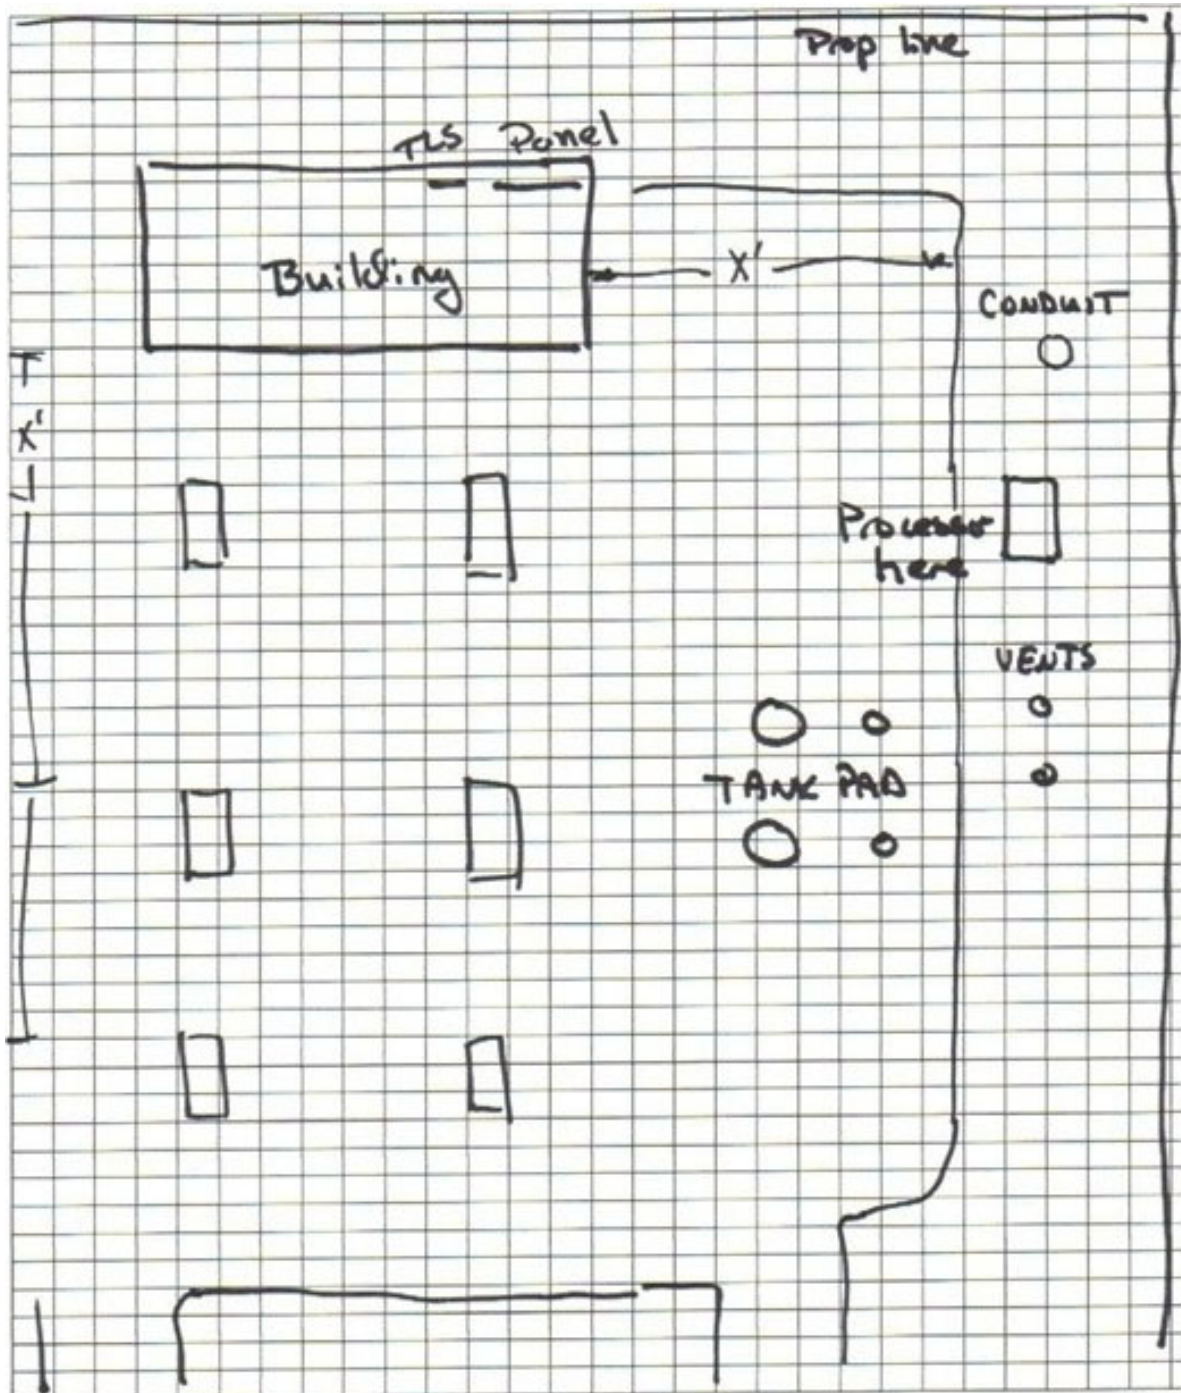 Prop line
TLS Panel
Building
X'
CONDUIT
X'
Processor
here
VENTS
TANK PAD